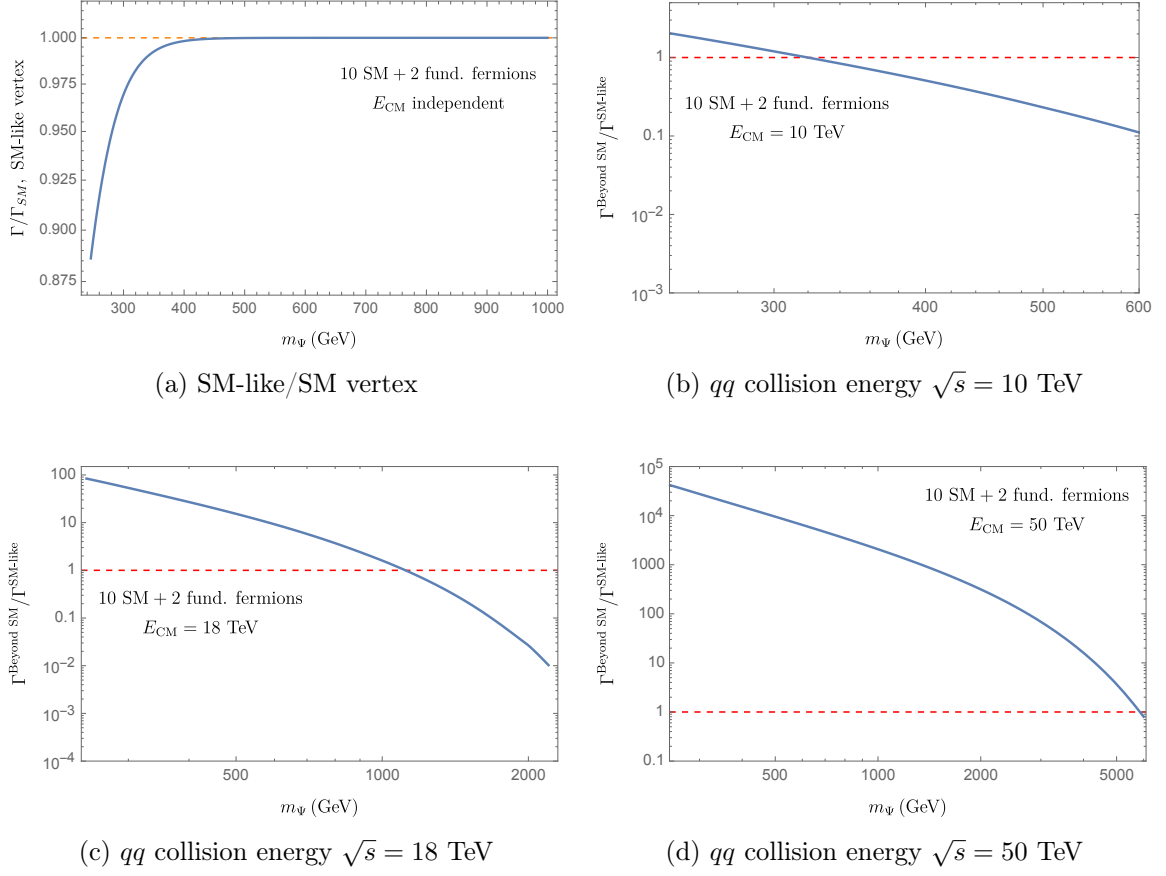 1.000
0.975
0.950
0.925
0.900
0.875
Γ/Γ_SM, SM-like vertex
10 SM + 2 fund. fermions
E_CM independent
300 400 500 600 700 800 900 1000
m_Ψ (GeV)
(a) SM-like/SM vertex
1
0.1
10^-2
10^-3
Γ^Beyond SM/Γ^SM-like
10 SM + 2 fund. fermions
E_CM = 10 TeV
300 400 500 600
m_Ψ (GeV)
(b) qq collision energy √s = 10 TeV
100
10
1
0.1
10^-2
10^-3
10^-4
Γ^Beyond SM/Γ^SM-like
10 SM + 2 fund. fermions
E_CM = 18 TeV
500 1000 2000
m_Ψ (GeV)
(c) qq collision energy √s = 18 TeV
10^5
10^4
1000
100
10
1
0.1
Γ^Beyond SM/Γ^SM-like
10 SM + 2 fund. fermions
E_CM = 50 TeV
500 1000 2000 5000
m_Ψ (GeV)
(d) qq collision energy √s = 50 TeV